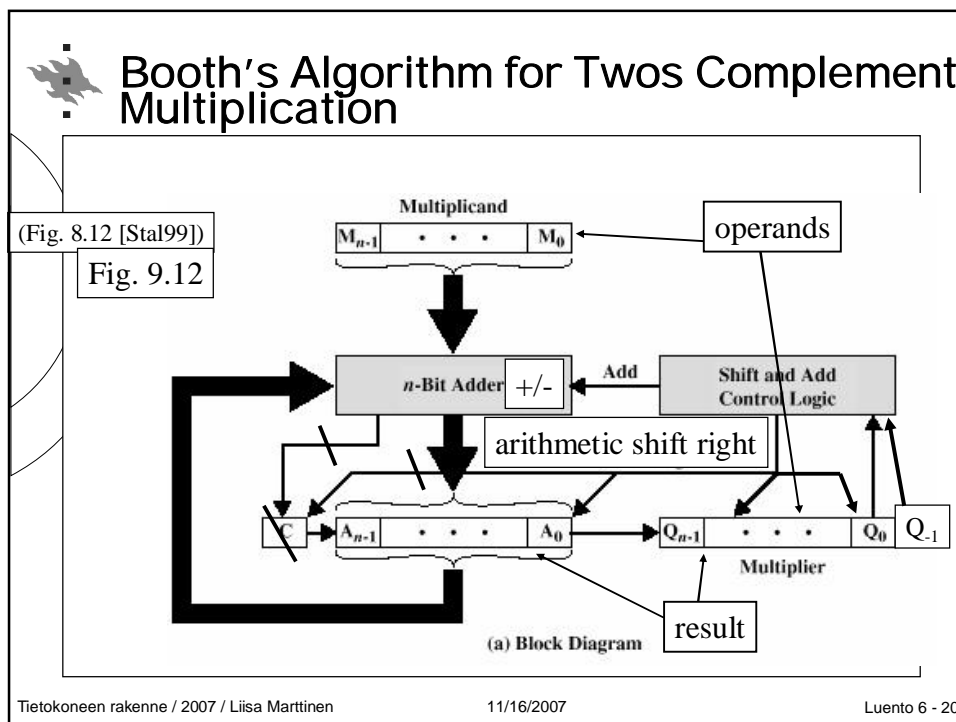 Booth's Algorithm for Twos Complement
Multiplication
(Fig. 8.12 [Stal99])
Fig. 9.12
Multiplicand
Mn-1 • • • M0
operands
n-Bit Adder
+/-
Add
Shift and Add
Control Logic
arithmetic shift right
C
An-1 • • • A0
Qn-1 • • • Q0
Q-1
Multiplier
result
(a) Block Diagram
Tietokoneen rakenne / 2007 / Liisa Marttinen
11/16/2007
Luento 6 - 20